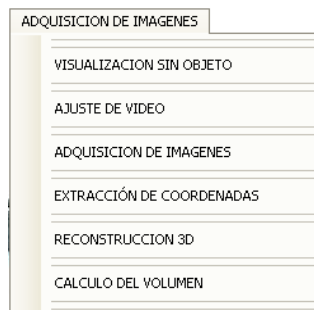 ADQUISICION DE IMAGENES
VISUALIZACION SIN OBJETO
AJUSTE DE VIDEO
ADQUISICION DE IMAGENES
EXTRACCIÓN DE COORDENADAS
RECONSTRUCCION 3D
CALCULO DEL VOLUMEN